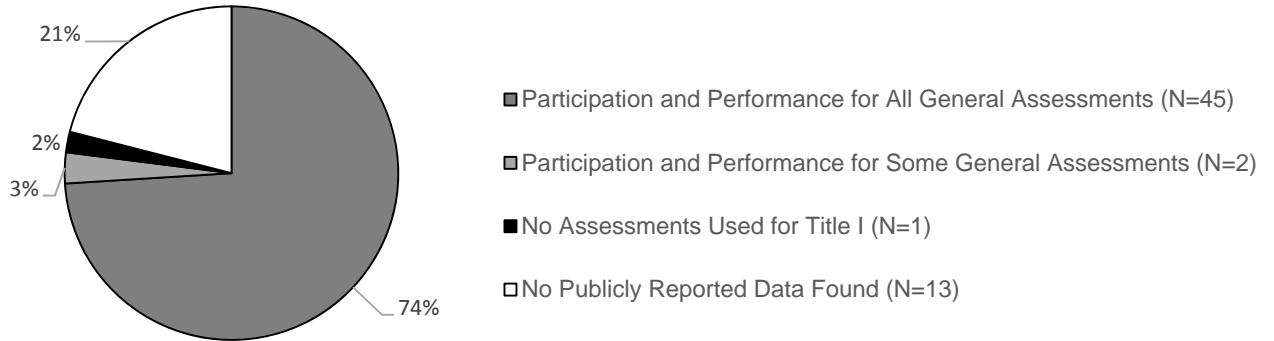 21%
2%
3%
74%
Participation and Performance for All General Assessments (N=45)
Participation and Performance for Some General Assessments (N=2)
No Assessments Used for Title I (N=1)
No Publicly Reported Data Found (N=13)